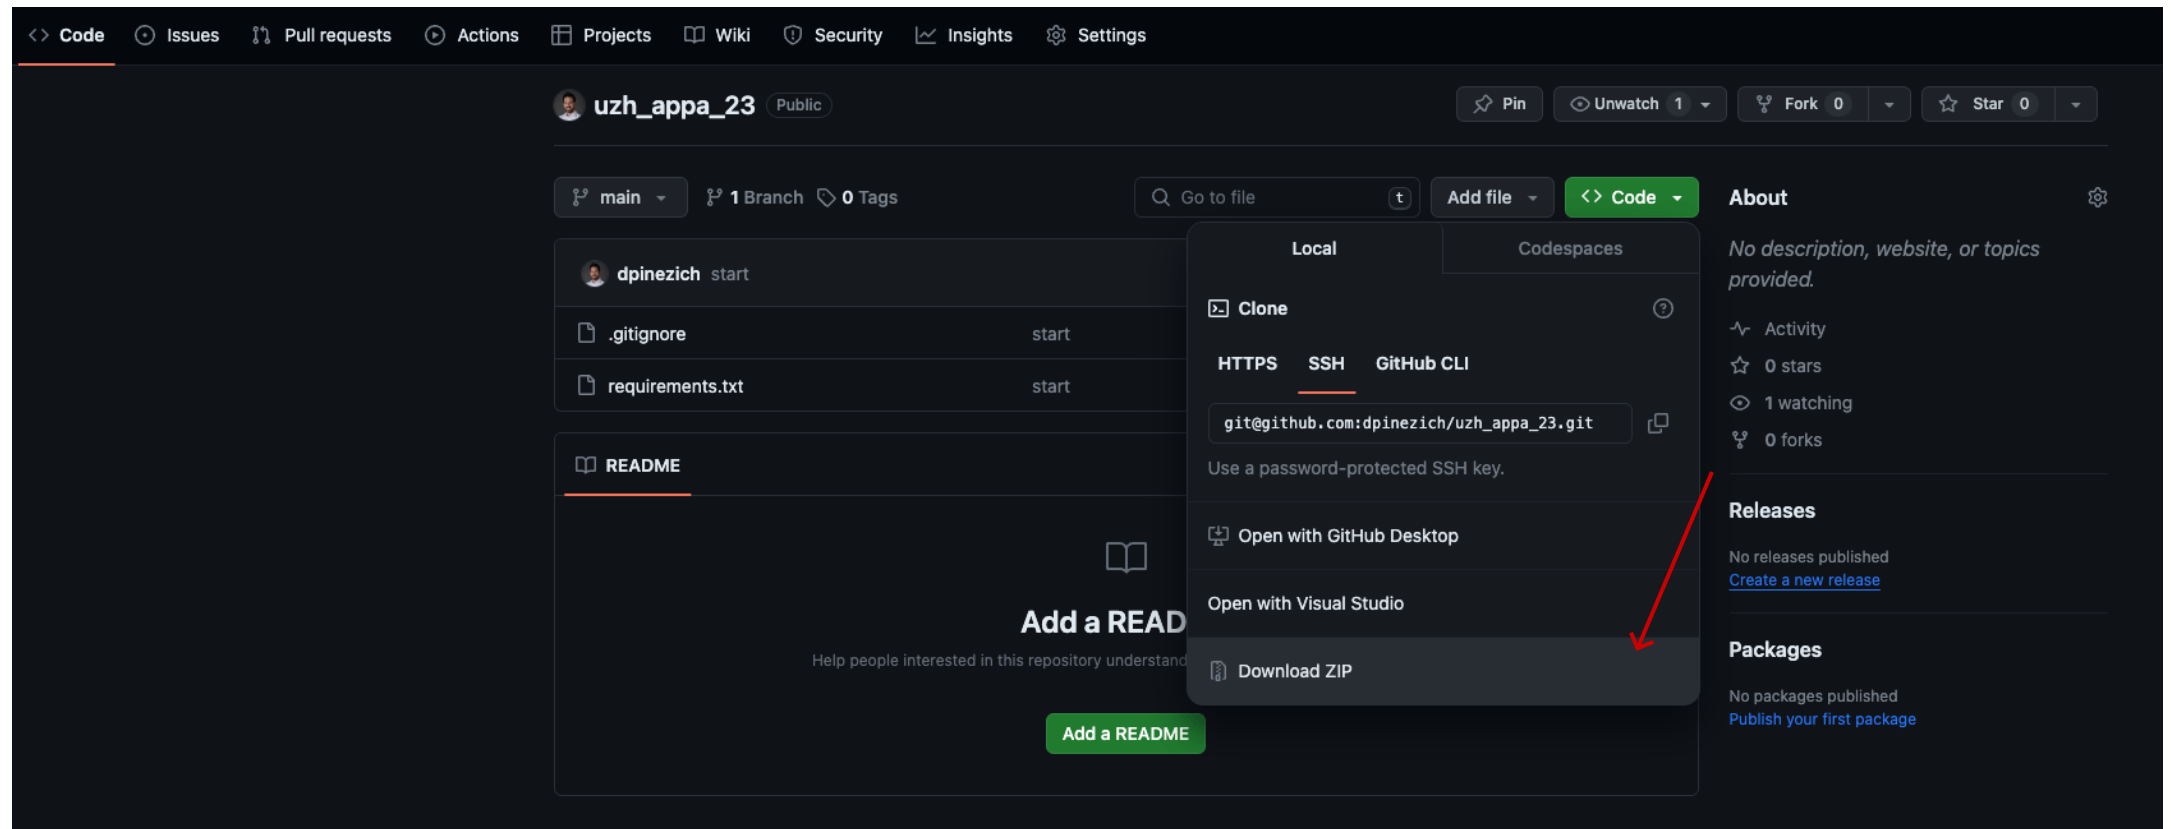 Code Issues Pull requests Actions Projects Wiki Security Insights Settings
uzh_appa_23 Public
Pin Unwatch 1 Fork 0 Star 0
main 1 Branch 0 Tags
Go to file t Add file Code
dpinezich start
.gitignore start
requirements.txt start
README
Add a READ
Help people interested in this repository understand
Add a README
Local Codespaces
Clone
HTTPS SSH GitHub CLI
git@github.com:dpinezich/uzh_appa_23.git
Use a password-protected SSH key.
Open with GitHub Desktop
Open with Visual Studio
Download ZIP
About
No description, website, or topics
provided.
Activity
0 stars
1 watching
0 forks
Releases
No releases published
Create a new release
Packages
No packages published
Publish your first package